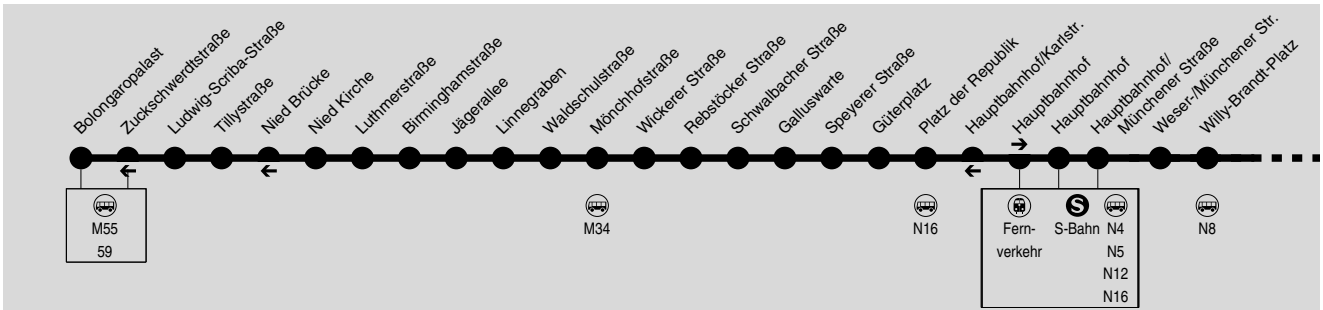 Bolongaropalast
Zuckschwerdtstraße
Ludwig-Scriba-Straße
Tillystraße
Nied Brücke
Nied Kirche
Luthmerstraße
Birminghamstraße
Jägerallee
Linnegraben
Waldschulstraße
Mönchhofstraße
Wickerer Straße
Rebstöcker Straße
Schwalbacher Straße
Galluswarte
Speyerer Straße
Güterplatz
Platz der Republik
Hauptbahnhof/Karlstr.
Hauptbahnhof
Hauptbahnhof
Hauptbahnhof/
Münchener Straße
Weser-/Münchener Str.
Willy-Brandt-Platz
M55
59
M34
N16
Fern-
verkehr
S
S-Bahn
N4
N5
N12
N16
N8